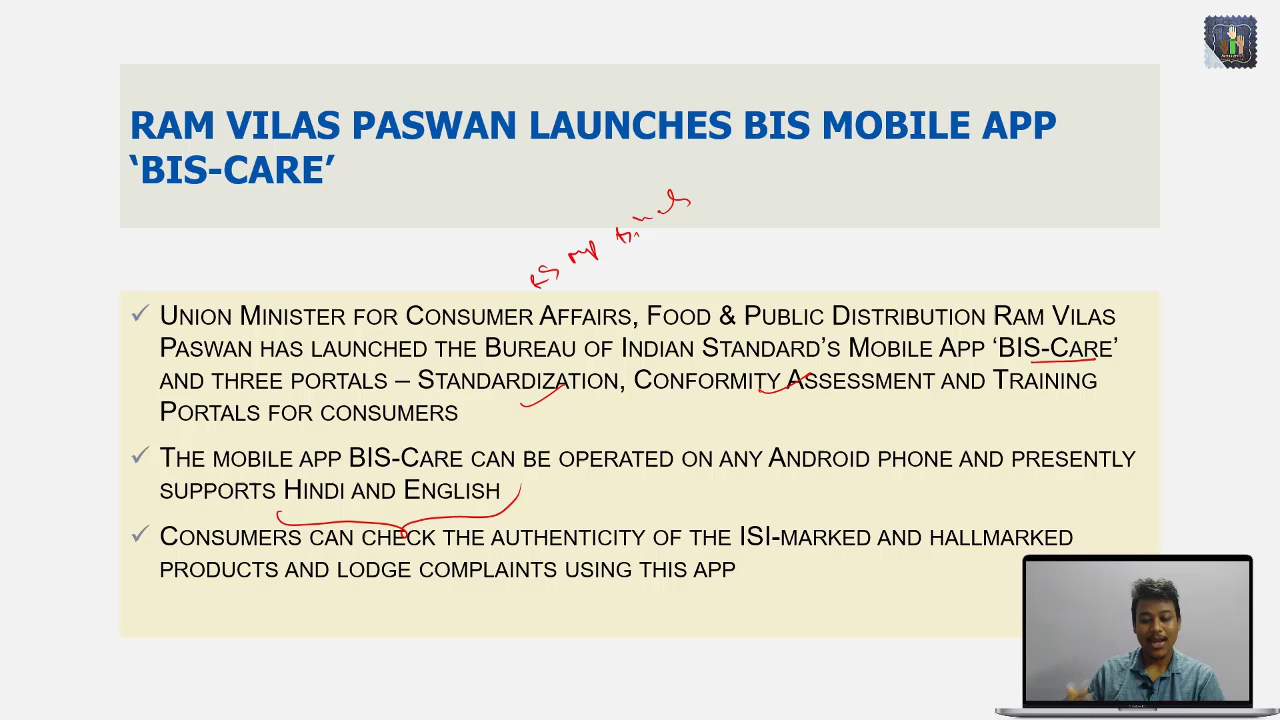 RAM VILAS PASWAN LAUNCHES BIS MOBILE APP
‘BIS-CARE’
UNION MINISTER FOR CONSUMER AFFAIRS, FOOD & PUBLIC DISTRIBUTION RAM VILAS
PASWAN HAS LAUNCHED THE BUREAU OF INDIAN STANDARD’S MOBILE APP ‘BIS-CARE’
AND THREE PORTALS – STANDARDIZATION, CONFORMITY ASSESSMENT AND TRAINING
PORTALS FOR CONSUMERS
THE MOBILE APP BIS-CARE CAN BE OPERATED ON ANY ANDROID PHONE AND PRESENTLY
SUPPORTS HINDI AND ENGLISH
CONSUMERS CAN CHECK THE AUTHENTICITY OF THE ISI-MARKED AND HALLMARKED
PRODUCTS AND LODGE COMPLAINTS USING THIS APP